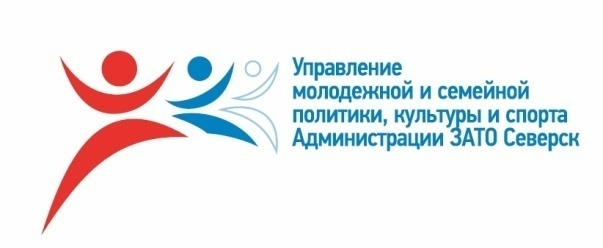 Управление
молодежной и семейной
политики, культуры и спорта
Администрации ЗАТО Северск